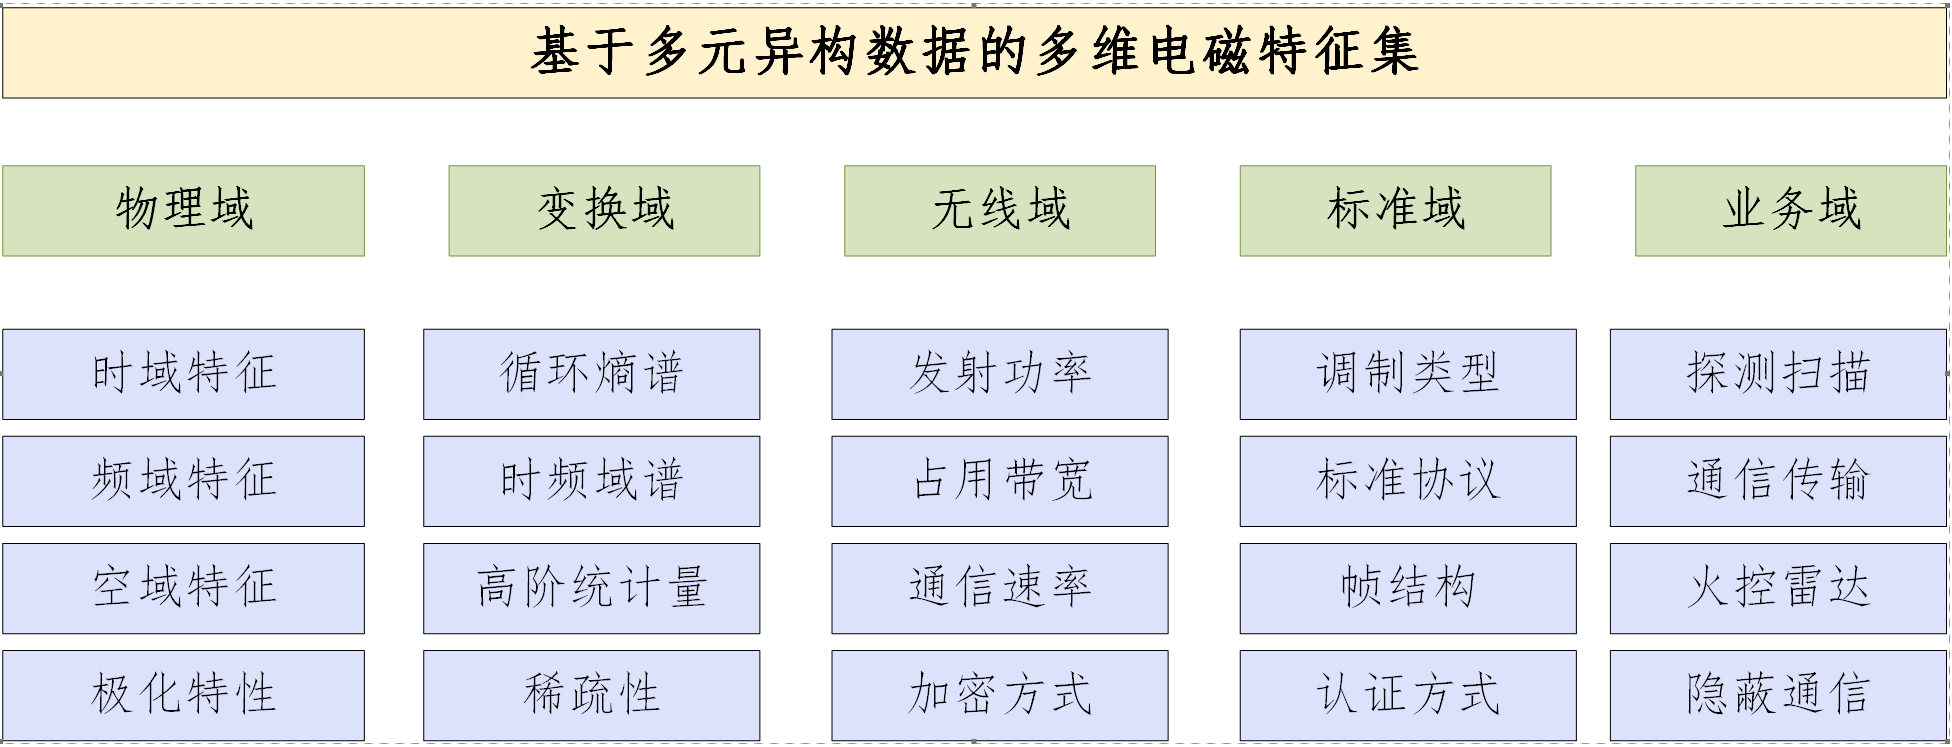 基于多元异构数据的多维电磁特征集
物理域 变换域 无线域 标准域 业务域
时域特征 循环熵谱 发射功率 调制类型 探测扫描
频域特征 时频域谱 占用带宽 标准协议 通信传输
空域特征 高阶统计量 通信速率 帧结构 火控雷达
极化特性 稀疏性 加密方式 认证方式 隐蔽通信